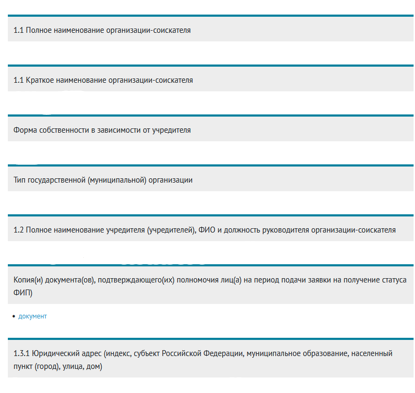 1.1 Полное наименование организации-соискателя
1.1 Краткое наименование организации-соискателя
Форма собственности в зависимости от учредителя
Тип государственной (муниципальной) организации
1.2 Полное наименование учредителя (учредителей), ФИО и должность руководителя организации-соискателя
Копия(и) документа(ов), подтверждающего(их) полномочия лиц(а) на период подачи заявки на получение статуса
ФИП)
• документ
1.3.1 Юридический адрес (индекс, субъект Российской Федерации, муниципальное образование, населенный
пункт (город), улица, дом)